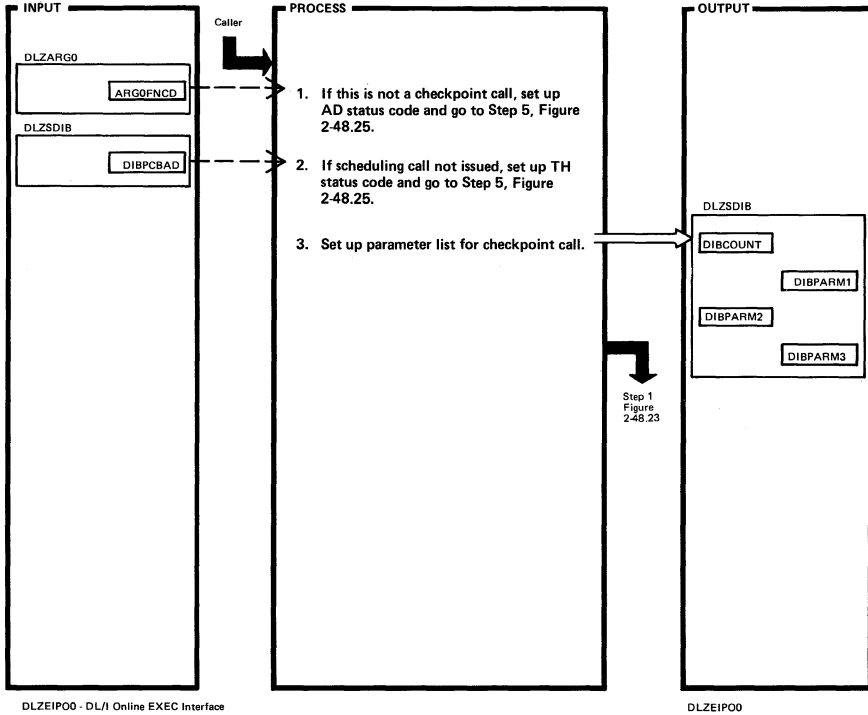 INPUT
Caller
PROCESS
OUTPUT
DLZARG0
ARG0FNCD
DLZSDIB
DIBPCBAD
1. If this is not a checkpoint call, set up
AD status code and go to Step 5, Figure
2-48.25.
2. If scheduling call not issued, set up TH
status code and go to Step 5, Figure
2-48.25.
3. Set up parameter list for checkpoint call.
DLZSDIB
DIBCOUNT
DIBPARM1
DIBPARM2
DIBPARM3
Step 1
Figure
2-48.23
DLZEIPO0 - DL/I Online EXEC Interface
DLZEIPO0